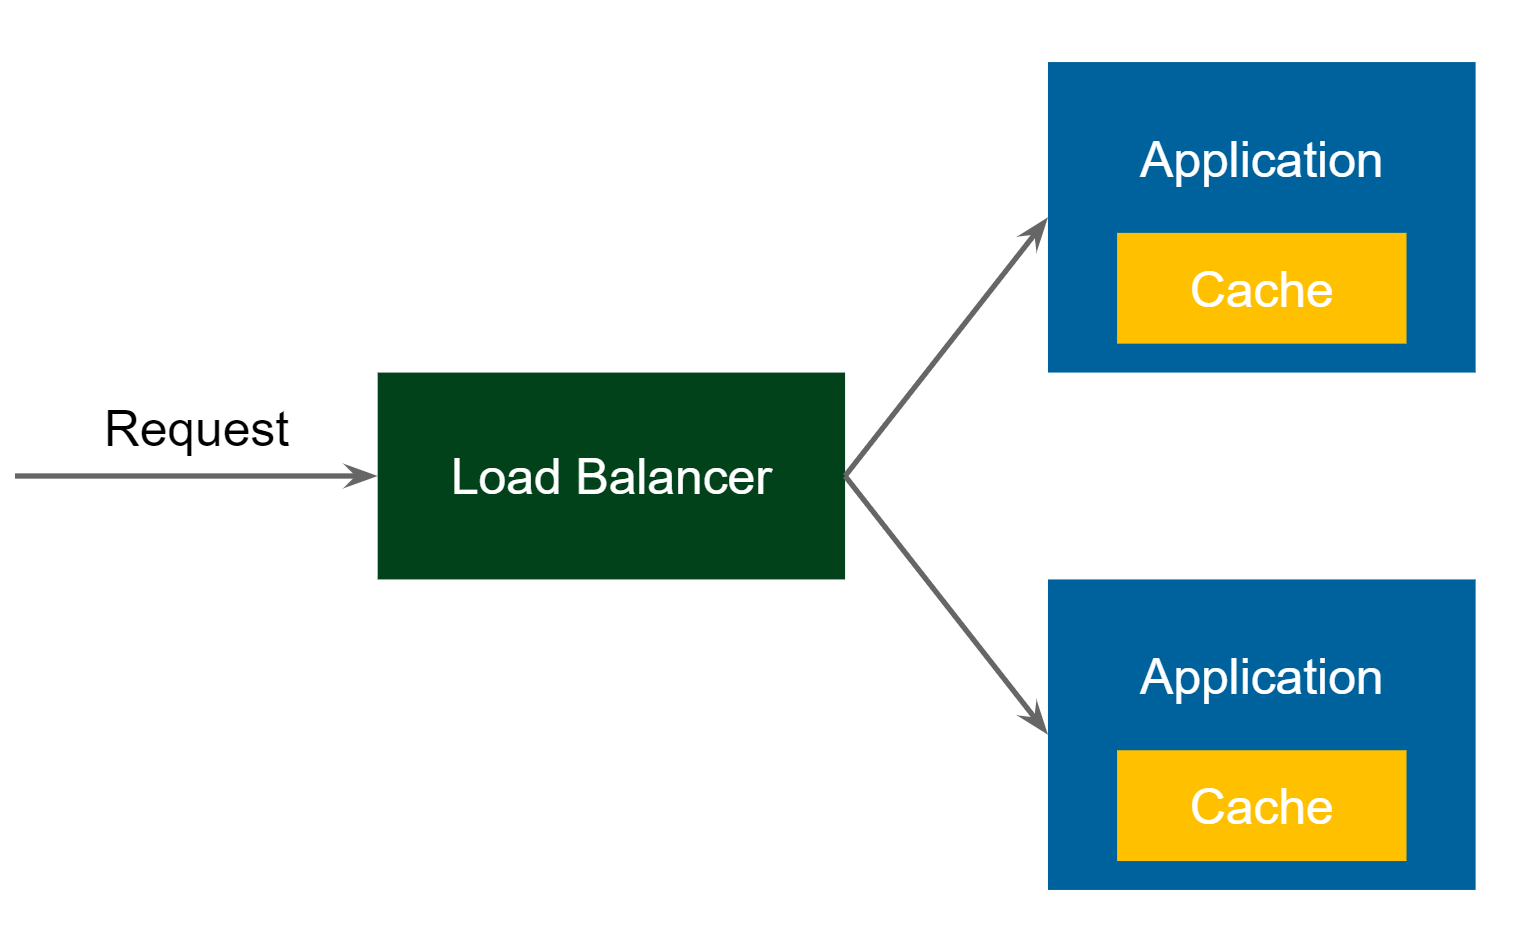 Request
Load Balancer
Application
Cache
Application
Cache